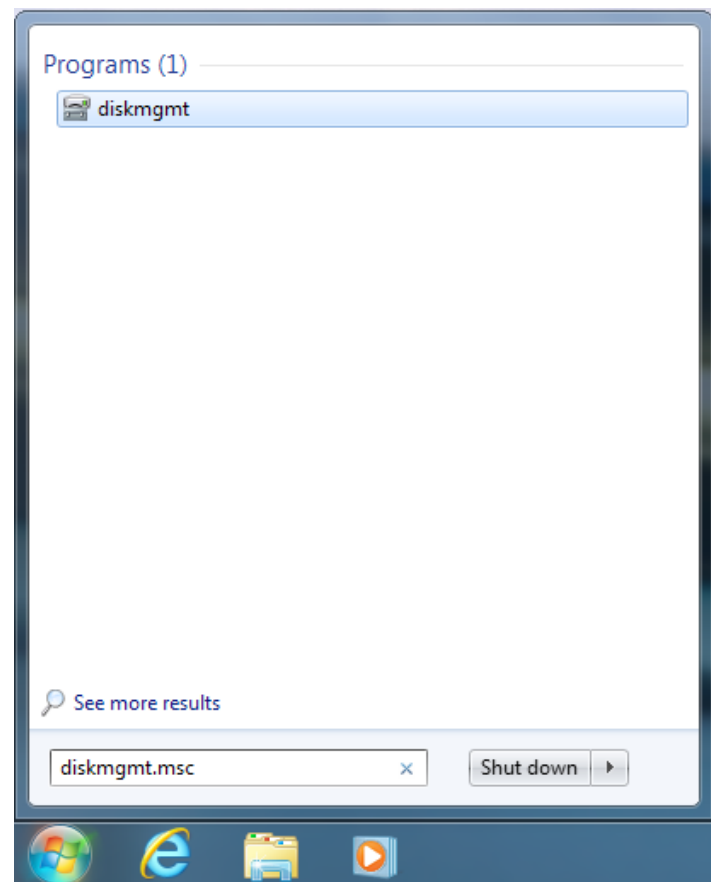 Programs (1)
diskmgmt
See more results
diskmgmt.msc
Shut down